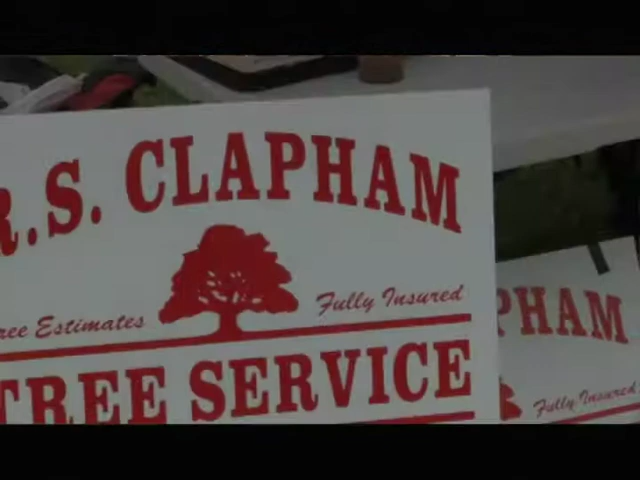 R.S. CLAPHAM
ree Estimates
Fully Insured
TREE SERVICE
PHAM
Fully Insured